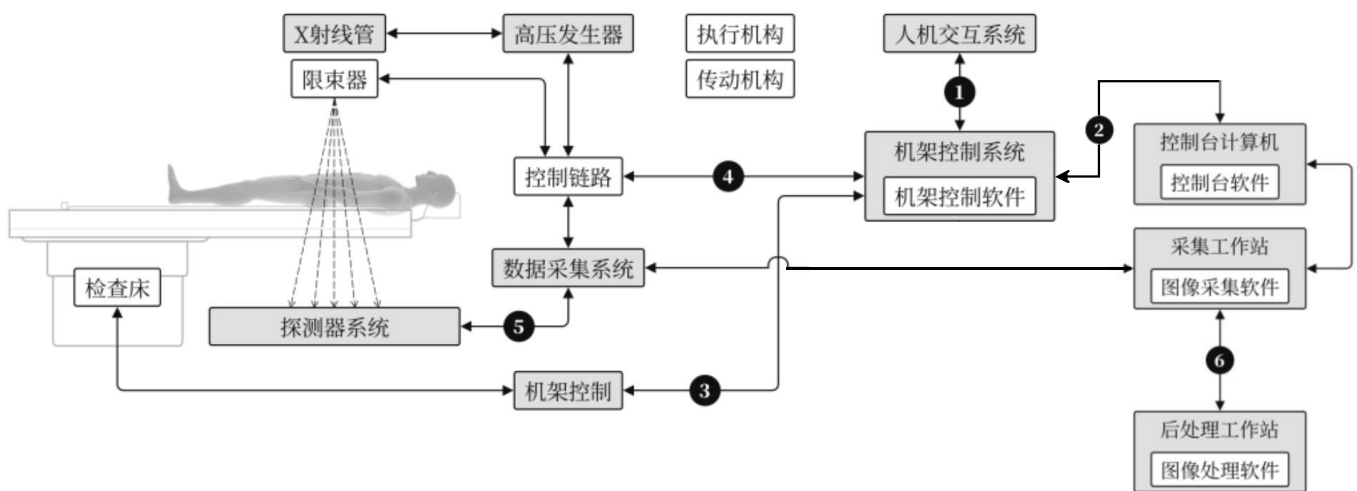 X射线管
高压发生器
执行机构
人机交互系统
限束器
传动机构
1
2
机架控制系统
控制台计算机
控制链路
4
机架控制软件
控制台软件
数据采集系统
采集工作站
检查床
图像采集软件
探测器系统
5
6
机架控制
3
后处理工作站
图像处理软件